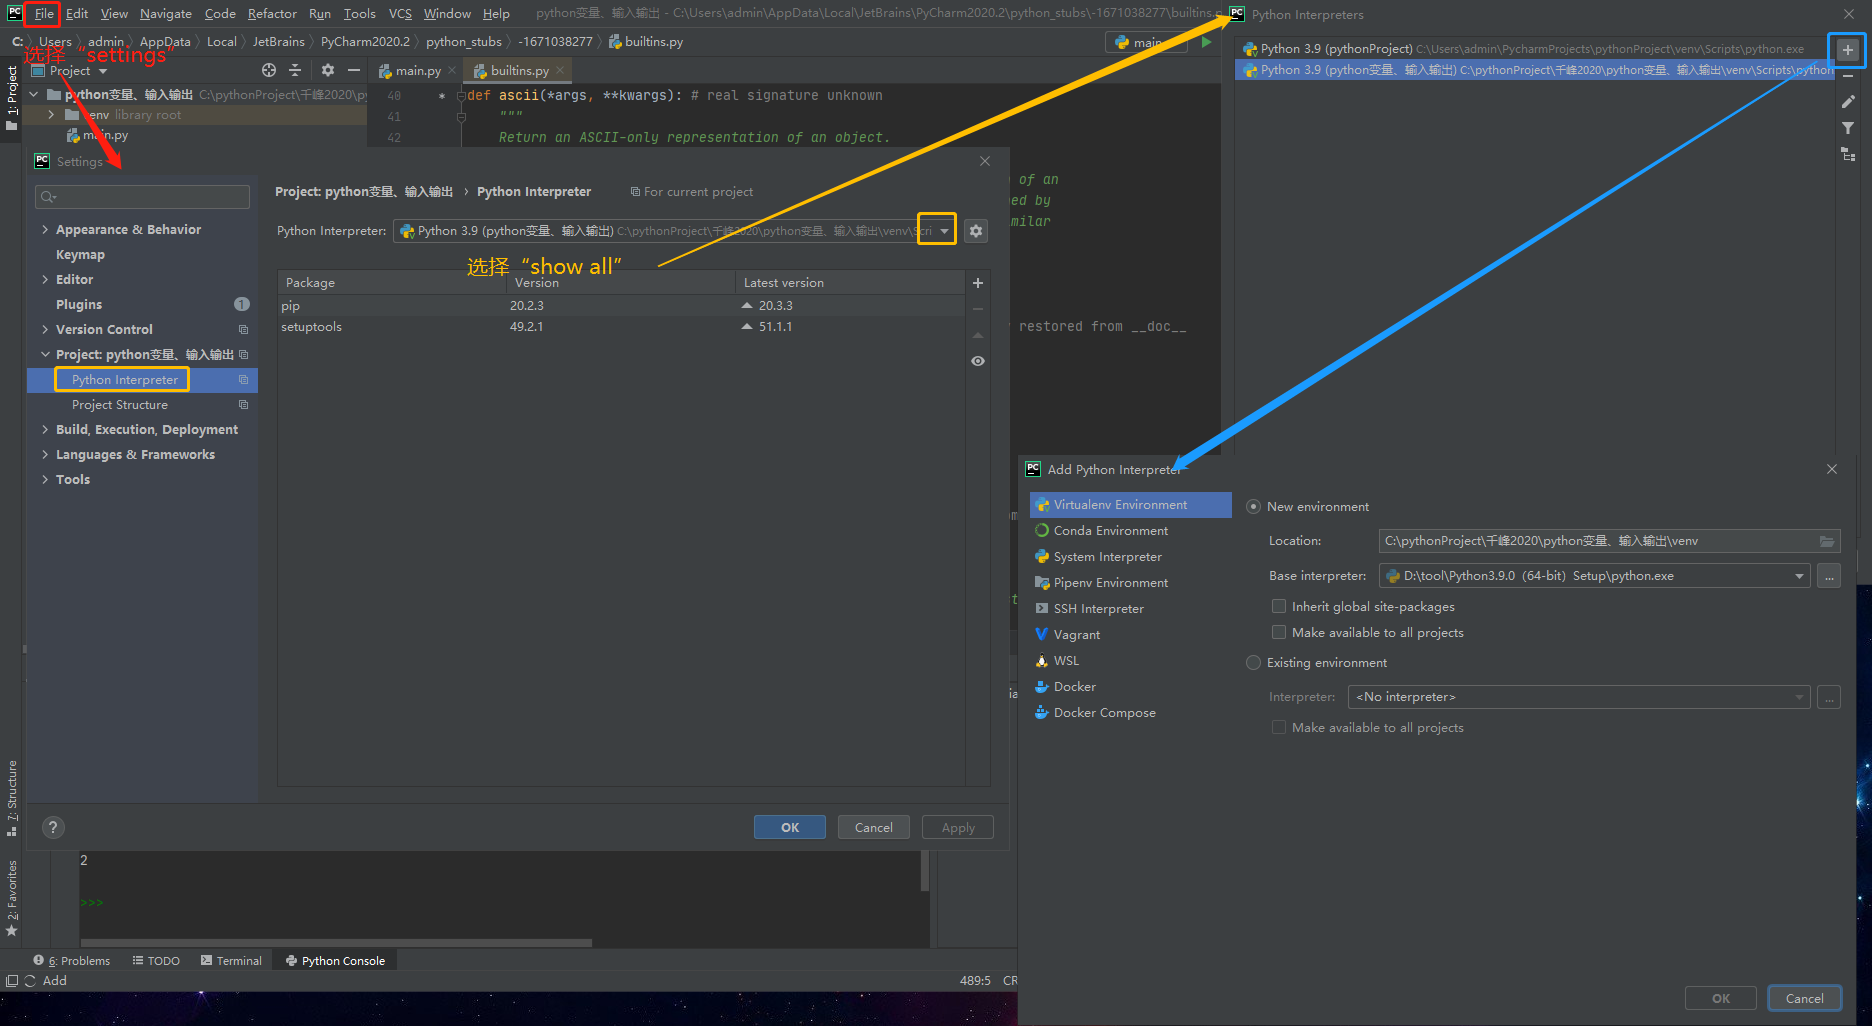 File Edit View Navigate Code Refactor Run Tools VCS Window Help python变量、输入输出 - C:\Users\admin\AppData\Local\JetBrains\PyCharm2020.2\python_stubs\-1671038277\builtins.p
C: Users admin AppData Local JetBrains PyCharm2020.2 python_stubs -1671038277 builtins.py main
选择“settings”
Project main.py builtins.py
1: Project
python变量、输入输出 C:\pythonProject\千峰2020\py
venv library root
main.py
40 def ascii(*args, **kwargs): # real signature unknown
41 """
42 Return an ASCII-only representation of an object.
of an
ed by
milar
restored from __doc__
Settings
Appearance & Behavior
Keymap
Editor
Plugins 1
Version Control
Project: python变量、输入输出
Python Interpreter
Project Structure
Build, Execution, Deployment
Languages & Frameworks
Tools
Project: python变量、输入输出 › Python Interpreter For current project
Python Interpreter: Python 3.9 (python变量、输入输出) C:\pythonProject\千峰2020\python变量、输入输出\venv\Scri
选择“show all”
Package Version Latest version
pip 20.2.3 20.3.3
setuptools 49.2.1 51.1.1
? OK Cancel Apply
2
>>>
7: Structure
2: Favorites
6: Problems TODO Terminal Python Console
Add 489:5 CR
Python Interpreters
Python 3.9 (pythonProject) C:\Users\admin\PycharmProjects\pythonProject\venv\Scripts\python.exe
Python 3.9 (python变量、输入输出) C:\pythonProject\千峰2020\python变量、输入输出\venv\Scripts\python
Add Python Interpreter
Virtualenv Environment
Conda Environment
System Interpreter
Pipenv Environment
SSH Interpreter
Vagrant
WSL
Docker
Docker Compose
New environment
Location: C:\pythonProject\千峰2020\python变量、输入输出\venv
Base interpreter: D:\tool\Python3.9.0（64-bit）Setup\python.exe ...
Inherit global site-packages
Make available to all projects
Existing environment
Interpreter: <No interpreter> ...
Make available to all projects
OK Cancel